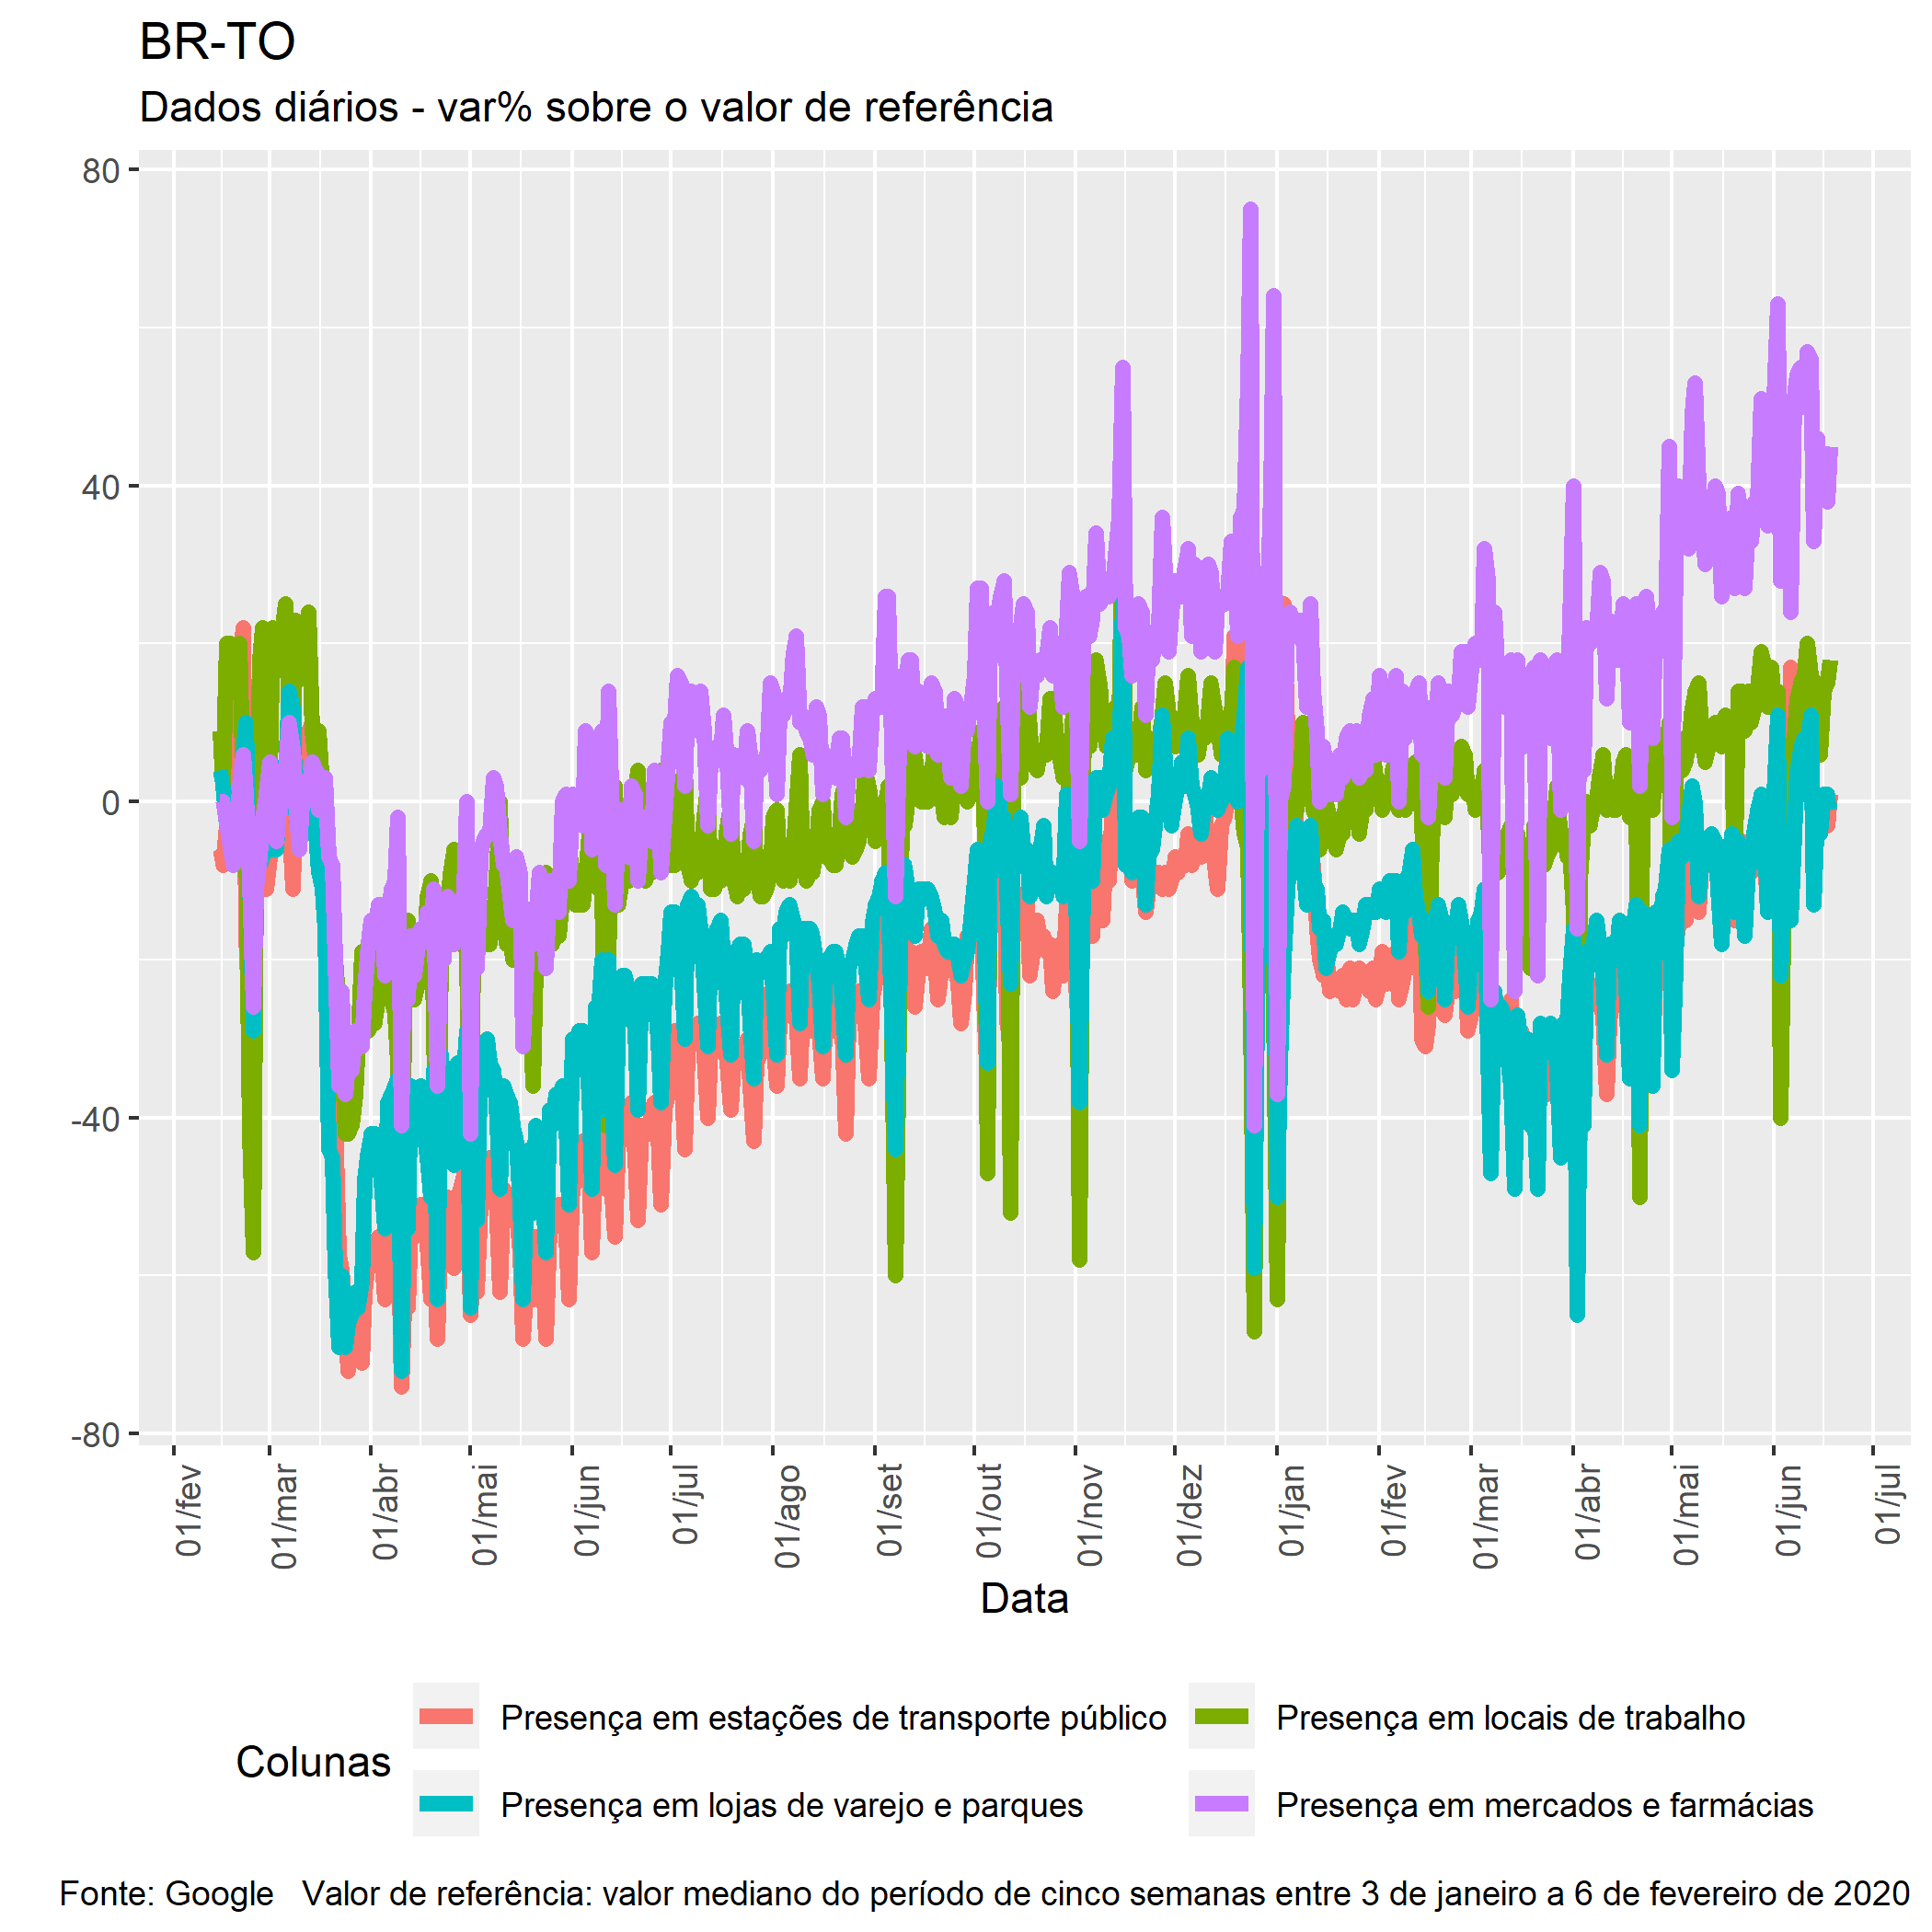 BR-TO
Dados diários - var% sobre o valor de referência
80
40
0
-40
-80
01/fev
01/mar
01/abr
01/mai
01/jun
01/jul
01/ago
01/set
01/out
01/nov
01/dez
01/jan
01/fev
01/mar
01/abr
01/mai
01/jun
01/jul
Data
Colunas
Presença em estações de transporte público
Presença em locais de trabalho
Presença em lojas de varejo e parques
Presença em mercados e farmácias
Fonte: Google   Valor de referência: valor mediano do período de cinco semanas entre 3 de janeiro a 6 de fevereiro de 2020